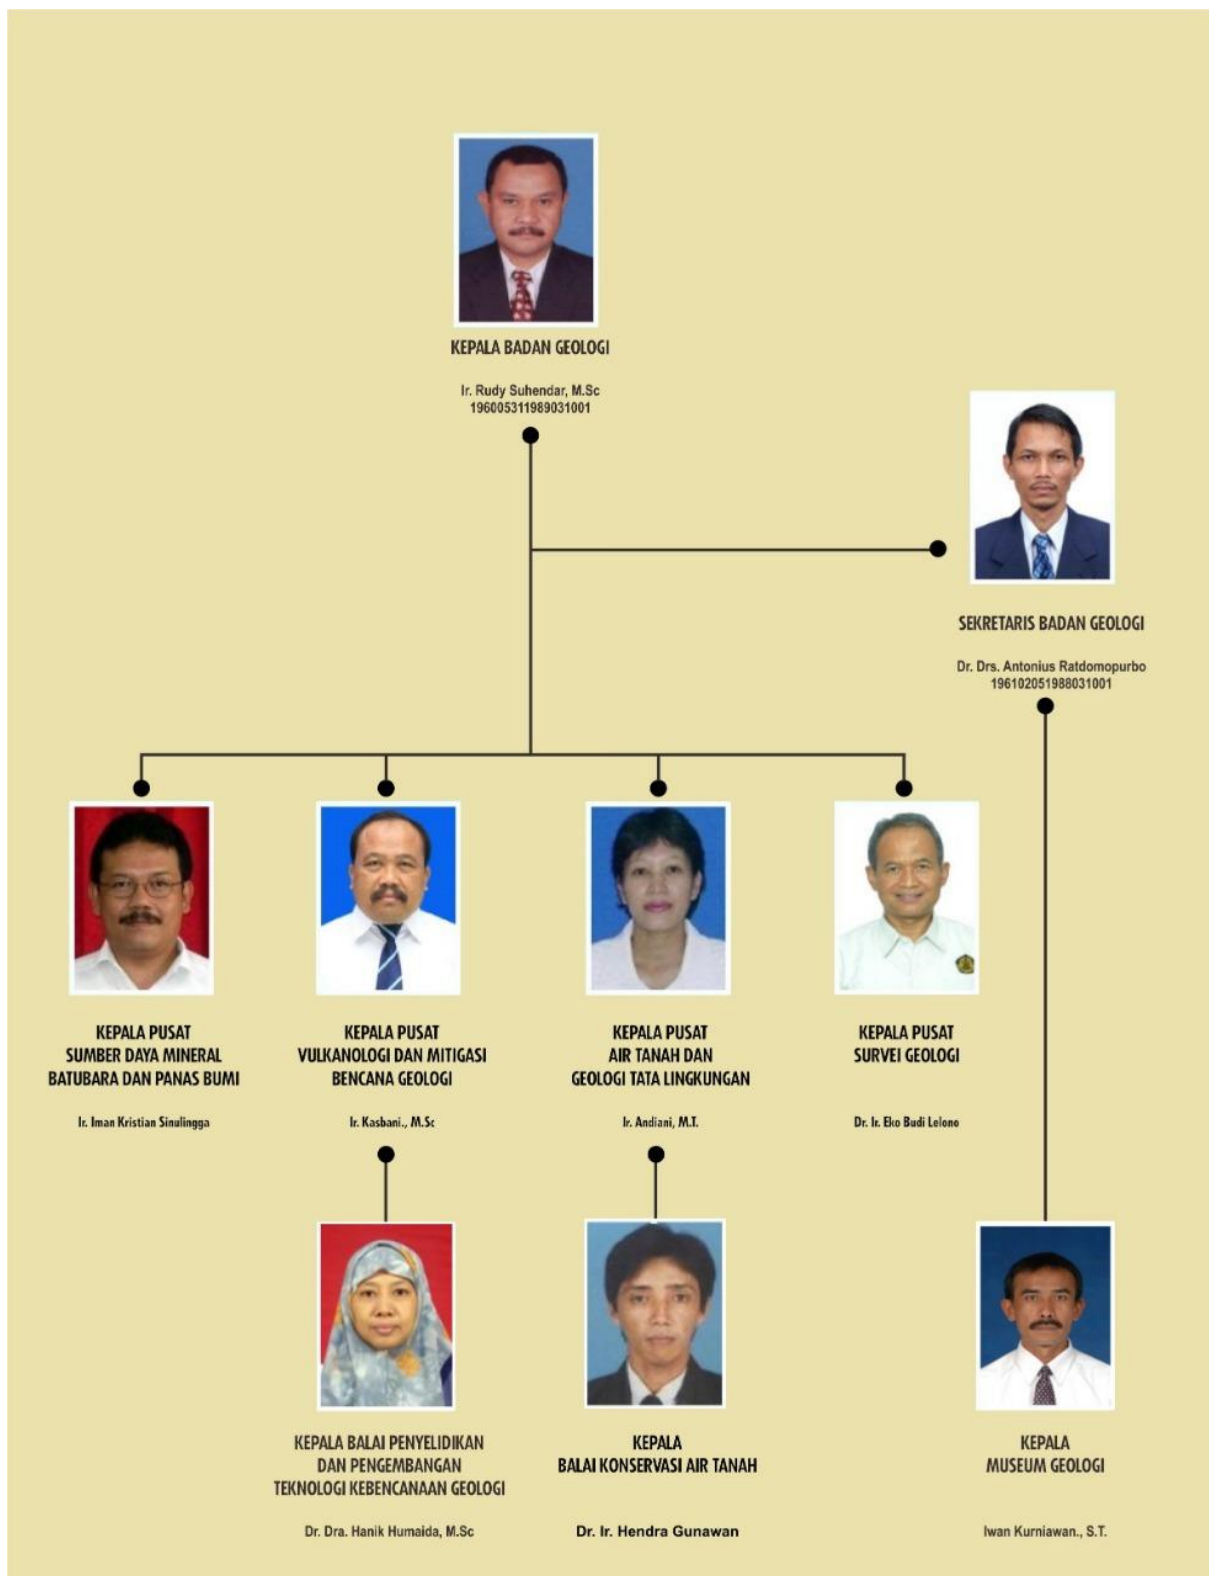 KEPALA BADAN GEOLOGI
Ir. Rudy Suhendar, M.Sc
196005311989031001
SEKRETARIS BADAN GEOLOGI
Dr. Drs. Antonius Ratdomopurbo
196102051988031001
KEPALA PUSAT
SUMBER DAYA MINERAL
BATUBARA DAN PANAS BUMI
Ir. Iman Kristian Sinulingga
KEPALA PUSAT
VULKANOLOGI DAN MITIGASI
BENCANA GEOLOGI
Ir. Kasbani., M.Sc
KEPALA PUSAT
AIR TANAH DAN
GEOLOGI TATA LINGKUNGAN
Ir. Andiani, M.T.
KEPALA PUSAT
SURVEI GEOLOGI
Dr. Ir. Eko Budi Lelono
KEPALA BALAI PENYELIDIKAN
DAN PENGEMBANGAN
TEKNOLOGI KEBENCANAAN GEOLOGI
Dr. Dra. Hanik Humaida, M.Sc
KEPALA
BALAI KONSERVASI AIR TANAH
Dr. Ir. Hendra Gunawan
KEPALA
MUSEUM GEOLOGI
Iwan Kurniawan., S.T.